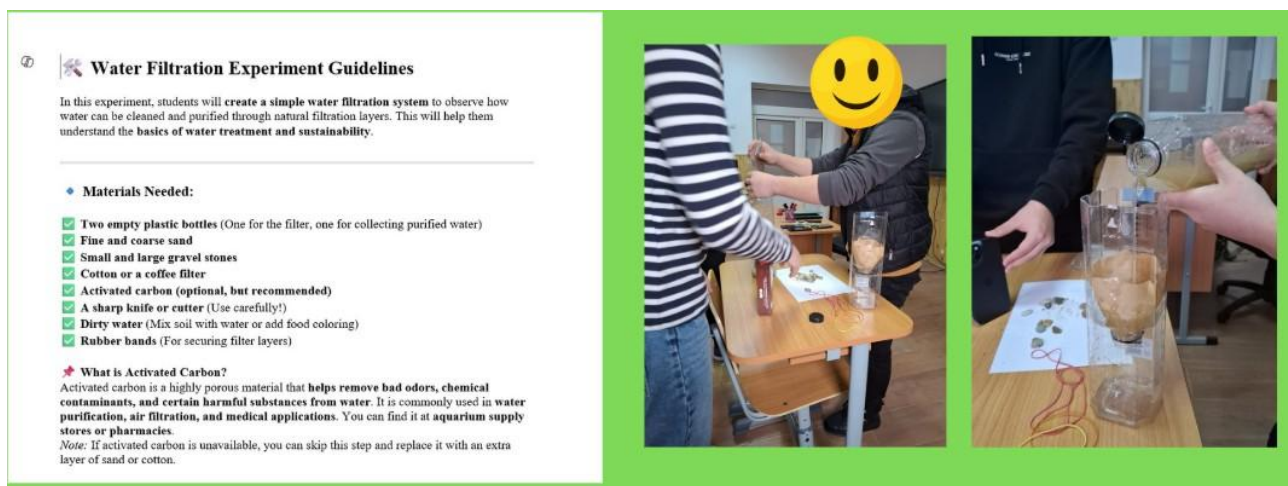 🛠 Water Filtration Experiment Guidelines
In this experiment, students will create a simple water filtration system to observe how
water can be cleaned and purified through natural filtration layers. This will help them
understand the basics of water treatment and sustainability.
🔹 Materials Needed:
✅ Two empty plastic bottles (One for the filter, one for collecting purified water)
✅ Fine and coarse sand
✅ Small and large gravel stones
✅ Cotton or a coffee filter
✅ Activated carbon (optional, but recommended)
✅ A sharp knife or cutter (Use carefully!)
✅ Dirty water (Mix soil with water or add food coloring)
✅ Rubber bands (For securing filter layers)
📌 What is Activated Carbon?
Activated carbon is a highly porous material that helps remove bad odors, chemical
contaminants, and certain harmful substances from water. It is commonly used in water
purification, air filtration, and medical applications. You can find it at aquarium supply
stores or pharmacies.
Note: If activated carbon is unavailable, you can skip this step and replace it with an extra
layer of sand or cotton.